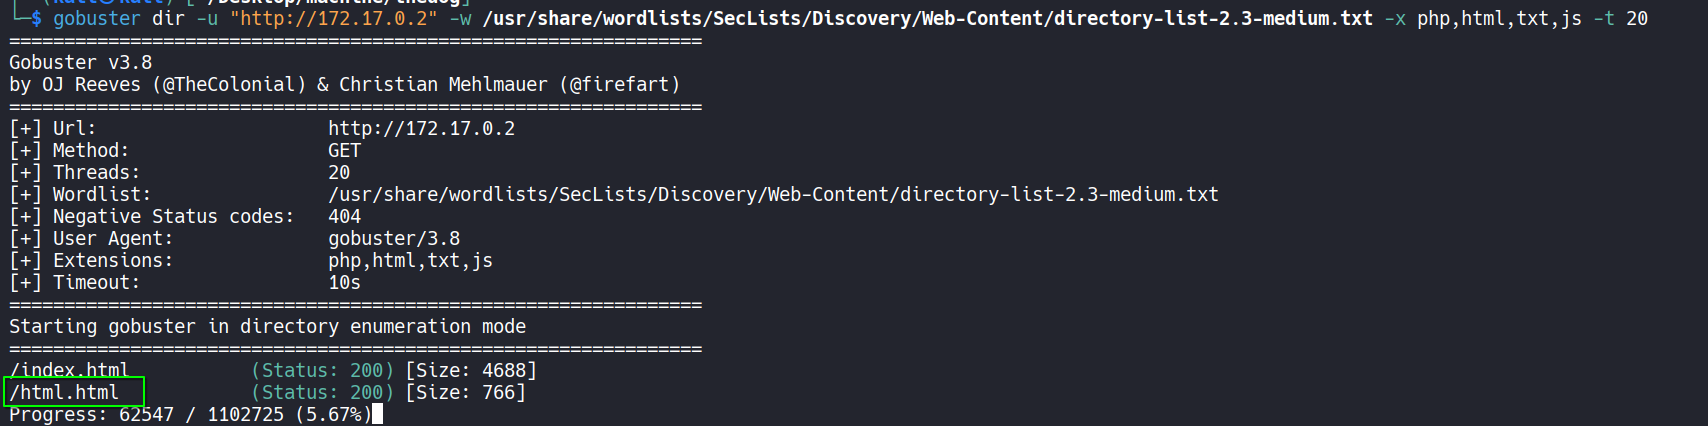 └─$ gobuster dir -u "http://172.17.0.2" -w /usr/share/wordlists/SecLists/Discovery/Web-Content/directory-list-2.3-medium.txt -x php,html,txt,js -t 20
===============================================================
Gobuster v3.8
by OJ Reeves (@TheColonial) & Christian Mehlmauer (@firefart)
===============================================================
[+] Url:                     http://172.17.0.2
[+] Method:                  GET
[+] Threads:                 20
[+] Wordlist:                /usr/share/wordlists/SecLists/Discovery/Web-Content/directory-list-2.3-medium.txt
[+] Negative Status codes:   404
[+] User Agent:              gobuster/3.8
[+] Extensions:              php,html,txt,js
[+] Timeout:                 10s
===============================================================
Starting gobuster in directory enumeration mode
===============================================================
/index.html           (Status: 200) [Size: 4688]
/html.html            (Status: 200) [Size: 766]
Progress: 62547 / 1102725 (5.67%)